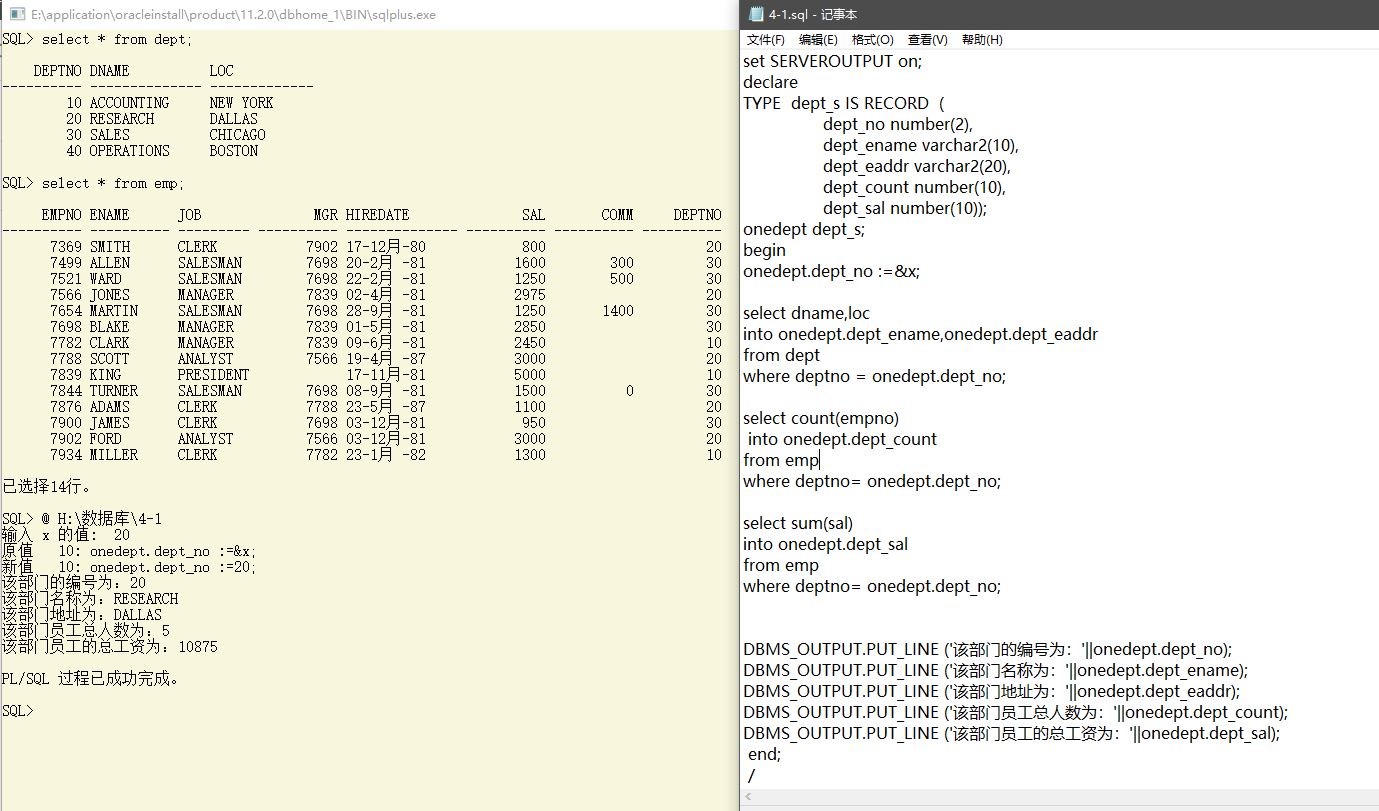 E:\application\oracleinstall\product\11.2.0\dbhome_1\BIN\sqlplus.exe
SQL> select * from dept;
    DEPTNO DNAME          LOC
---------- -------------- -------------
        10 ACCOUNTING     NEW YORK
        20 RESEARCH       DALLAS
        30 SALES          CHICAGO
        40 OPERATIONS     BOSTON
SQL> select * from emp;
     EMPNO ENAME      JOB              MGR HIREDATE              SAL       COMM     DEPTNO
---------- ---------- --------- ---------- -------------- ---------- ---------- ----------
      7369 SMITH      CLERK           7902 17-12月-80            800                    20
      7499 ALLEN      SALESMAN        7698 20-2月 -81           1600        300         30
      7521 WARD       SALESMAN        7698 22-2月 -81           1250        500         30
      7566 JONES      MANAGER         7839 02-4月 -81           2975                    20
      7654 MARTIN     SALESMAN        7698 28-9月 -81           1250       1400         30
      7698 BLAKE      MANAGER         7839 01-5月 -81           2850                    30
      7782 CLARK      MANAGER         7839 09-6月 -81           2450                    10
      7788 SCOTT      ANALYST         7566 19-4月 -87           3000                    20
      7839 KING       PRESIDENT            17-11月-81           5000                    10
      7844 TURNER     SALESMAN        7698 08-9月 -81           1500          0         30
      7876 ADAMS      CLERK           7788 23-5月 -87           1100                    20
      7900 JAMES      CLERK           7698 03-12月-81            950                    30
      7902 FORD       ANALYST         7566 03-12月-81           3000                    20
      7934 MILLER     CLERK           7782 23-1月 -82           1300                    10
已选择14行。
SQL> @ H:\数据库\4-1
输入 x 的值:  20
原值   10: onedept.dept_no :=&x;
新值   10: onedept.dept_no :=20;
该部门的编号为：20
该部门名称为：RESEARCH
该部门地址为：DALLAS
该部门员工总人数为：5
该部门员工的总工资为：10875
PL/SQL 过程已成功完成。
SQL>
4-1.sql - 记事本
文件(F) 编辑(E) 格式(O) 查看(V) 帮助(H)
set SERVEROUTPUT on;
declare
TYPE  dept_s IS RECORD  (
dept_no number(2),
dept_ename varchar2(10),
dept_eaddr varchar2(20),
dept_count number(10),
dept_sal number(10));
onedept dept_s;
begin
onedept.dept_no :=&x;
select dname,loc
into onedept.dept_ename,onedept.dept_eaddr
from dept
where deptno = onedept.dept_no;
select count(empno)
into onedept.dept_count
from emp
where deptno= onedept.dept_no;
select sum(sal)
into onedept.dept_sal
from emp
where deptno= onedept.dept_no;
DBMS_OUTPUT.PUT_LINE ('该部门的编号为：'||onedept.dept_no);
DBMS_OUTPUT.PUT_LINE ('该部门名称为：'||onedept.dept_ename);
DBMS_OUTPUT.PUT_LINE ('该部门地址为：'||onedept.dept_eaddr);
DBMS_OUTPUT.PUT_LINE ('该部门员工总人数为：'||onedept.dept_count);
DBMS_OUTPUT.PUT_LINE ('该部门员工的总工资为：'||onedept.dept_sal);
end;
/